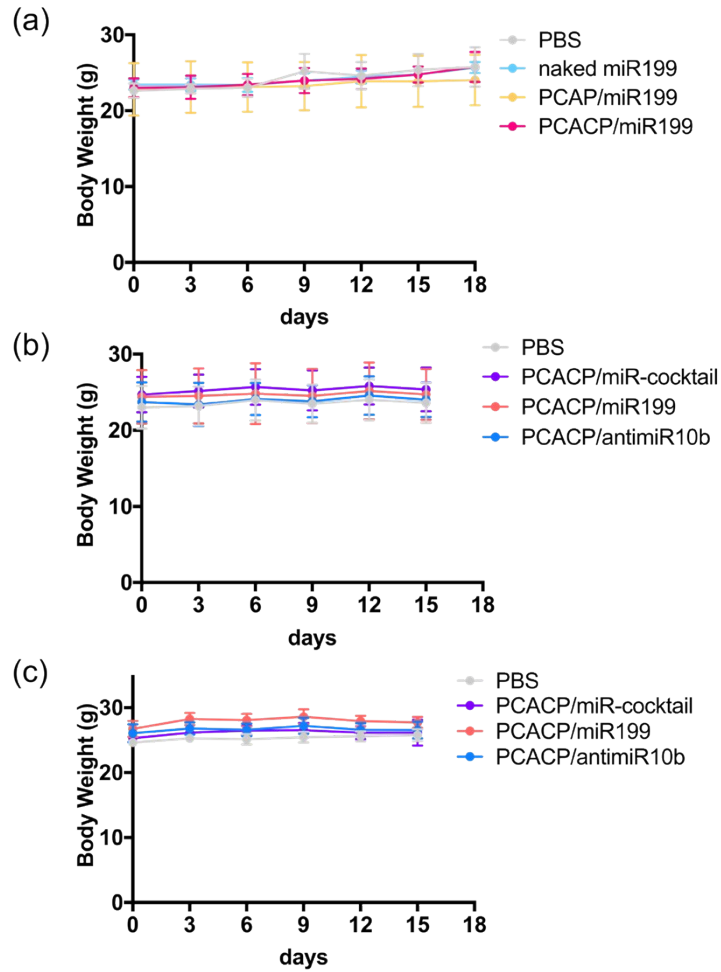 (a)
30
20
10
0
Body Weight (g)
0 3 6 9 12 15 18
days
PBS
naked miR199
PCAP/miR199
PCACP/miR199
(b)
30
20
10
0
Body Weight (g)
0 3 6 9 12 15 18
days
PBS
PCACP/miR-cocktail
PCACP/miR199
PCACP/antimiR10b
(c)
30
20
10
0
Body Weight (g)
0 3 6 9 12 15 18
days
PBS
PCACP/miR-cocktail
PCACP/miR199
PCACP/antimiR10b